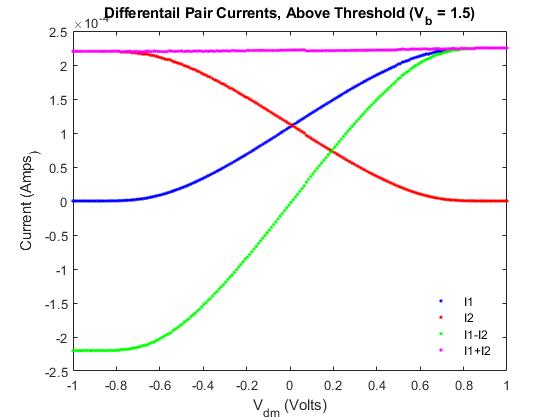 Differentail Pair Currents, Above Threshold (V_b = 1.5)
×10^-4
2.5
2
1.5
1
0.5
0
-0.5
-1
-1.5
-2
-2.5
Current (Amps)
I1
I2
I1-I2
I1+I2
-1 -0.8 -0.6 -0.4 -0.2 0 0.2 0.4 0.6 0.8 1
V_dm (Volts)